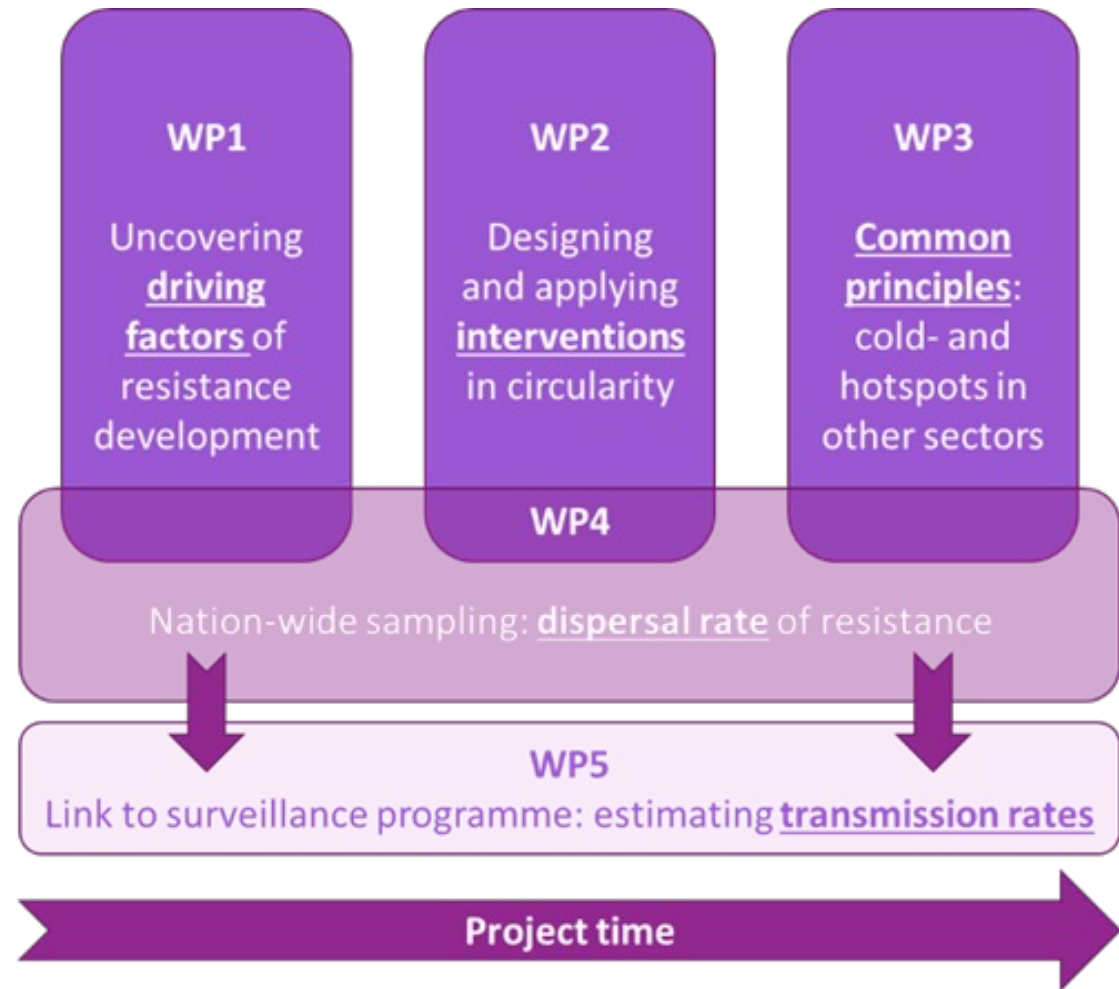 WP1
Uncovering
driving
factors of
resistance
development
WP2
Designing
and applying
interventions
in circularity
WP3
Common
principles:
cold- and
hotspots in
other sectors
WP4
Nation-wide sampling: dispersal rate of resistance
WP5
Link to surveillance programme: estimating transmission rates
Project time